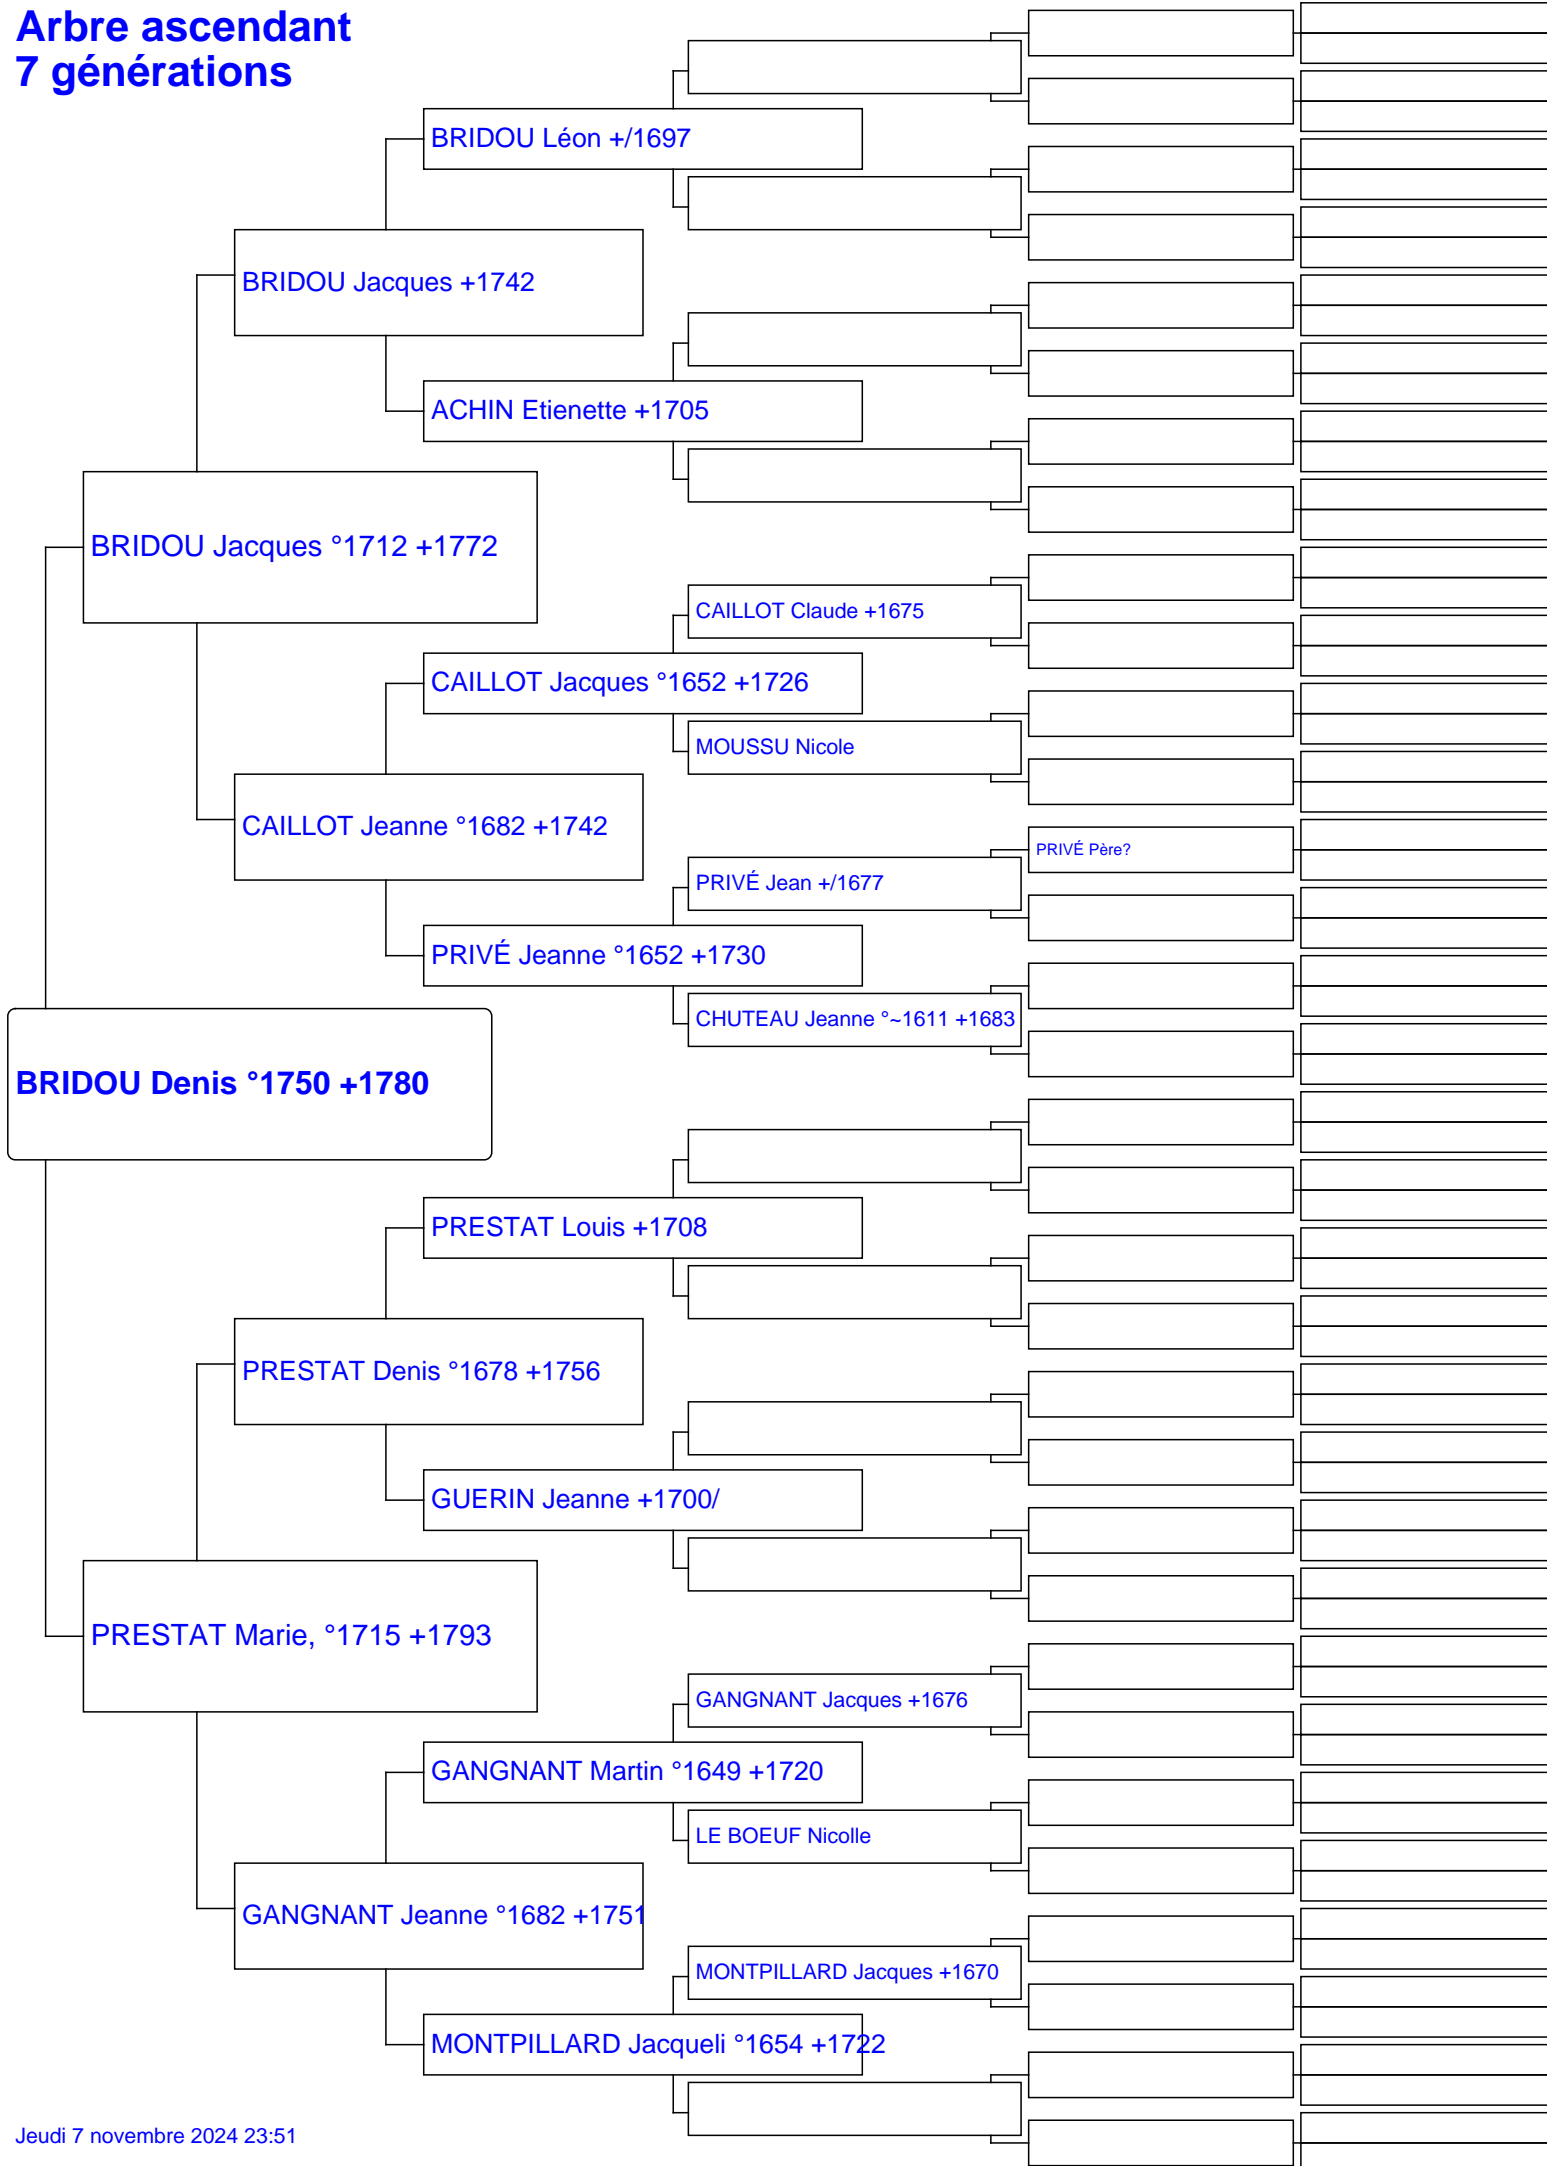 Arbre ascendant
7 générations
BRIDOU Léon +/1697
BRIDOU Jacques +1742
ACHIN Etienette +1705
BRIDOU Jacques °1712 +1772
CAILLOT Claude +1675
CAILLOT Jacques °1652 +1726
MOUSSU Nicole
CAILLOT Jeanne °1682 +1742
PRIVÉ Père?
PRIVÉ Jean +/1677
PRIVÉ Jeanne °1652 +1730
CHUTEAU Jeanne °~1611 +1683
BRIDOU Denis °1750 +1780
PRESTAT Louis +1708
PRESTAT Denis °1678 +1756
GUERIN Jeanne +1700/
PRESTAT Marie, °1715 +1793
GANGNANT Jacques +1676
GANGNANT Martin °1649 +1720
LE BOEUF Nicolle
GANGNANT Jeanne °1682 +1751
MONTPILLARD Jacques +1670
MONTPILLARD Jacqueli °1654 +1722
Jeudi 7 novembre 2024 23:51